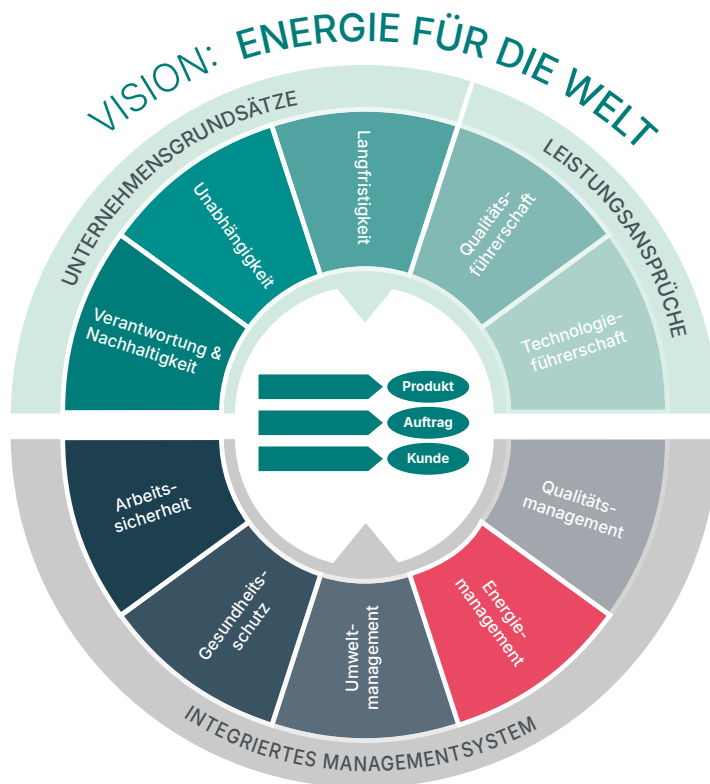 VISION: ENERGIE FÜR DIE WELT
UNTERNEHMENSGRUNDSÄTZE
LEISTUNGSANSPRÜCHE
Verantwortung &
Nachhaltigkeit
Unabhängigkeit
Langfristigkeit
Qualitäts-
führerschaft
Technologie-
führerschaft
Produkt
Auftrag
Kunde
Arbeits-
sicherheit
Gesundheits-
schutz
Umwelt-
management
Energie-
management
Qualitäts-
management
INTEGRIERTES MANAGEMENTSYSTEM